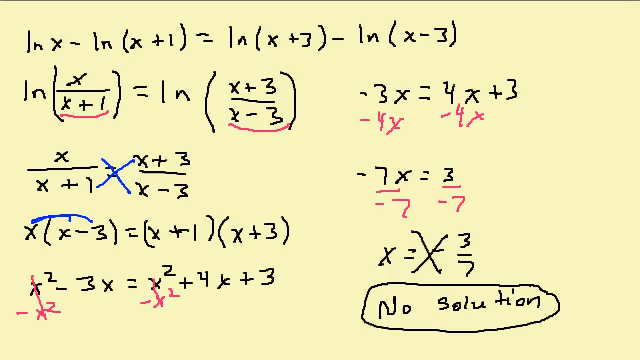 ln x - ln (x + 1) = ln (x + 3) - ln (x - 3)
ln (x / (x + 1)) = ln ((x + 3) / (x - 3))
x / (x + 1) = (x + 3) / (x - 3)
x (x - 3) = (x + 1) (x + 3)
x² - 3x = x² + 4x + 3
- x² - x²
- 3x = 4x + 3
- 4x - 4x
- 7x = 3
-7 -7
x = - 3/7
No solution